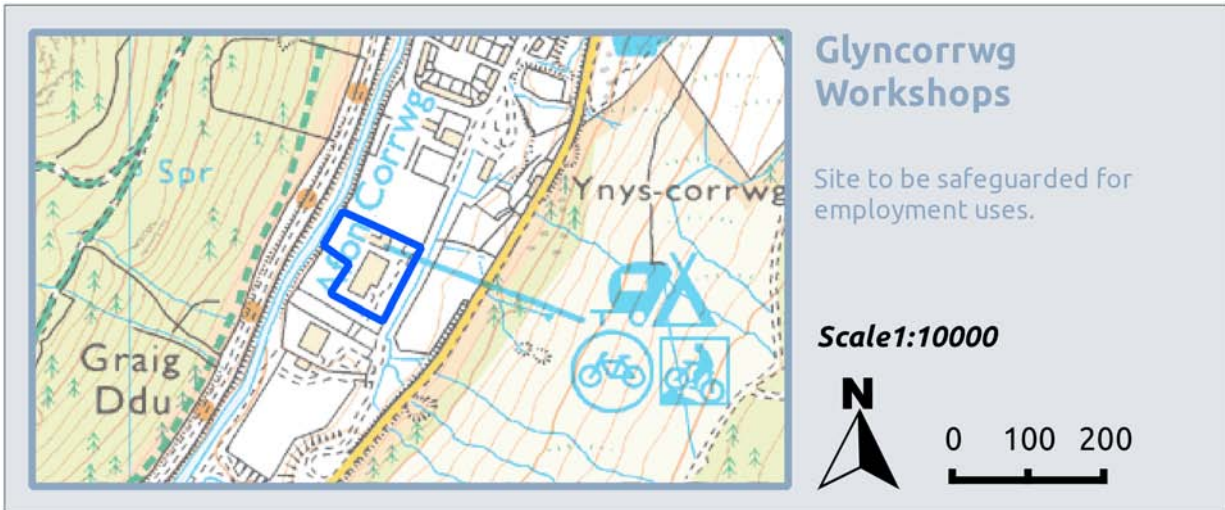 Glyncorrwg
Workshops
Site to be safeguarded for
employment uses.
Scale1:10000
N
0 100 200
Spr
Afon Corrwg
Ynys-corrwg
Graig
Ddu